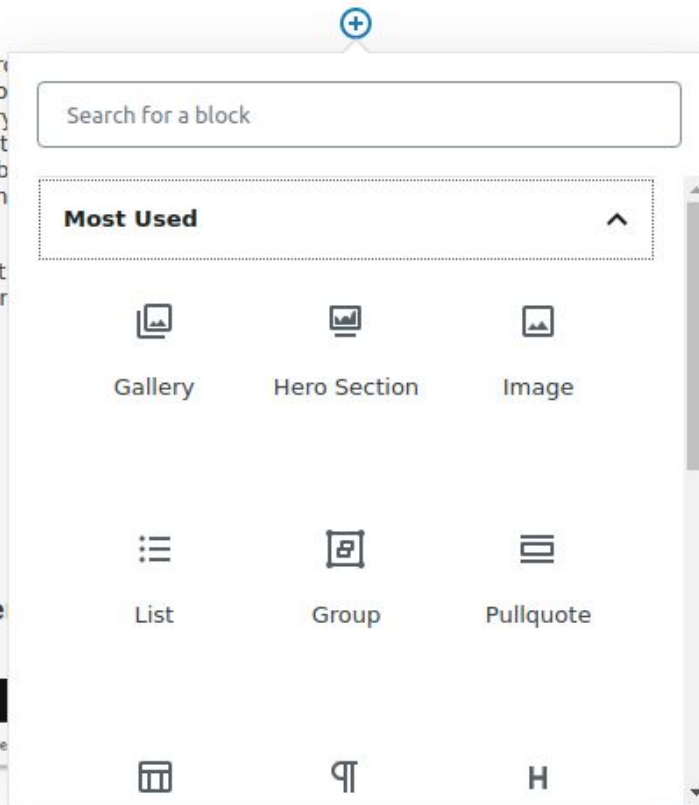 Search for a block
Most Used
Gallery
Hero Section
Image
List
Group
Pullquote